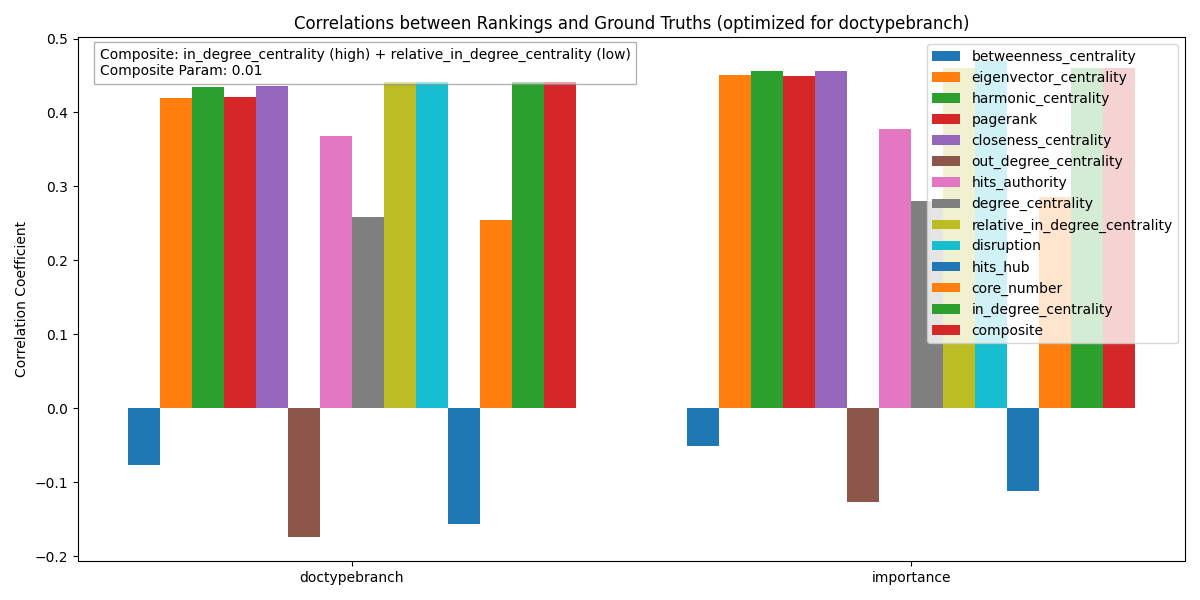 Correlations between Rankings and Ground Truths (optimized for doctypebranch)
Composite: in_degree_centrality (high) + relative_in_degree_centrality (low)
Composite Param: 0.01
betweenness_centrality
eigenvector_centrality
harmonic_centrality
pagerank
closeness_centrality
out_degree_centrality
hits_authority
degree_centrality
relative_in_degree_centrality
disruption
hits_hub
core_number
in_degree_centrality
composite
Correlation Coefficient
0.5
0.4
0.3
0.2
0.1
0.0
−0.1
−0.2
doctypebranch
importance